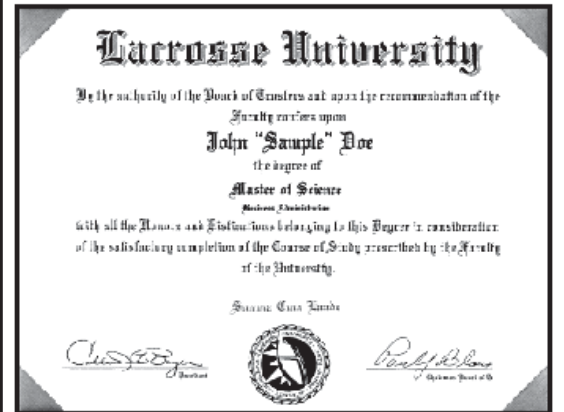 Lacrosse University
By the authority of the Board of Trustees and upon the recommendation of the
Faculty confers upon
John "Sample" Doe
the degree of
Master of Science
Business Administration
with all the Honors and Distinctions belonging to this Degree in consideration
of the satisfactory completion of the Course of Study prescribed by the Faculty
of the University.
Summa Cum Laude
President
Chairman Board of